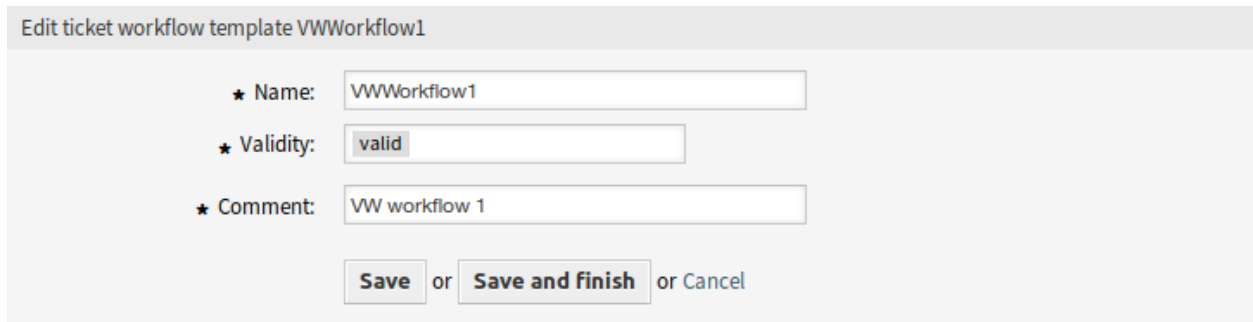 Edit ticket workflow template VWWorkflow1
★ Name: VWWorkflow1
★ Validity: valid
★ Comment: VW workflow 1
Save or Save and finish or Cancel